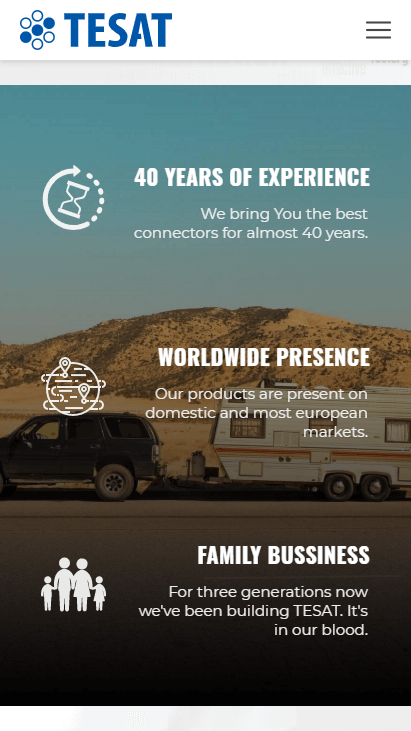 TESAT
40 YEARS OF EXPERIENCE
We bring You the best
connectors for almost 40 years.
WORLDWIDE PRESENCE
Our products are present on
domestic and most european
markets.
FAMILY BUSSINESS
For three generations now
we've been building TESAT. It's
in our blood.